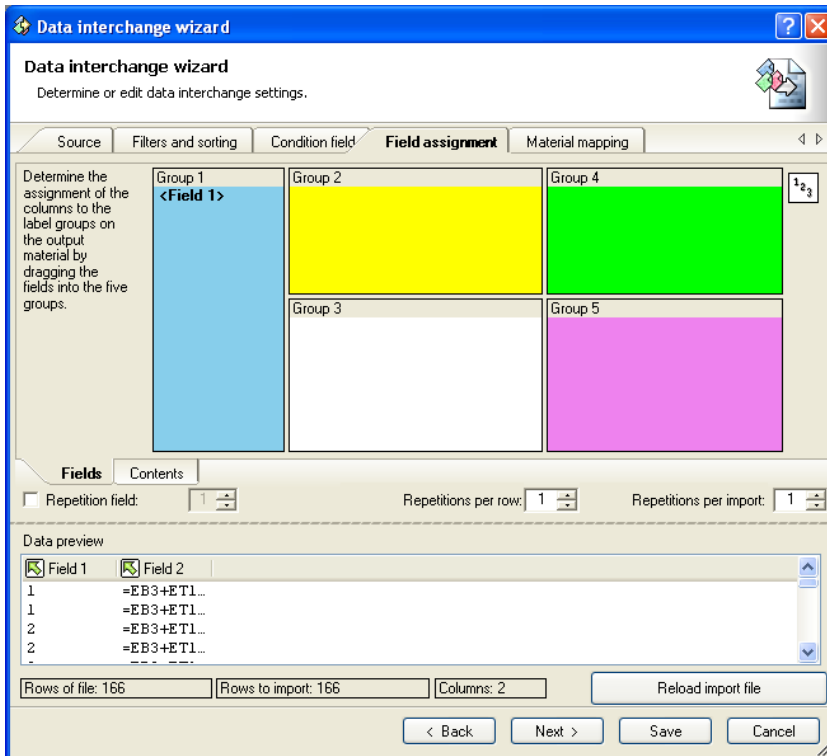 Data interchange wizard
Data interchange wizard
Determine or edit data interchange settings.
Source
Filters and sorting
Condition field
Field assignment
Material mapping
Determine the
assignment of the
columns to the
label groups on
the output
material by
dragging the
fields into the five
groups.
Group 1
<Field 1>
Group 2
Group 4
Group 3
Group 5
1 2 3
Fields
Contents
Repetition field:
1
Repetitions per row:
1
Repetitions per import:
1
Data preview
Field 1 Field 2
1 =EB3+ET1...
1 =EB3+ET1...
2 =EB3+ET1...
2 =EB3+ET1...
Rows of file: 166
Rows to import: 166
Columns: 2
Reload import file
< Back
Next >
Save
Cancel